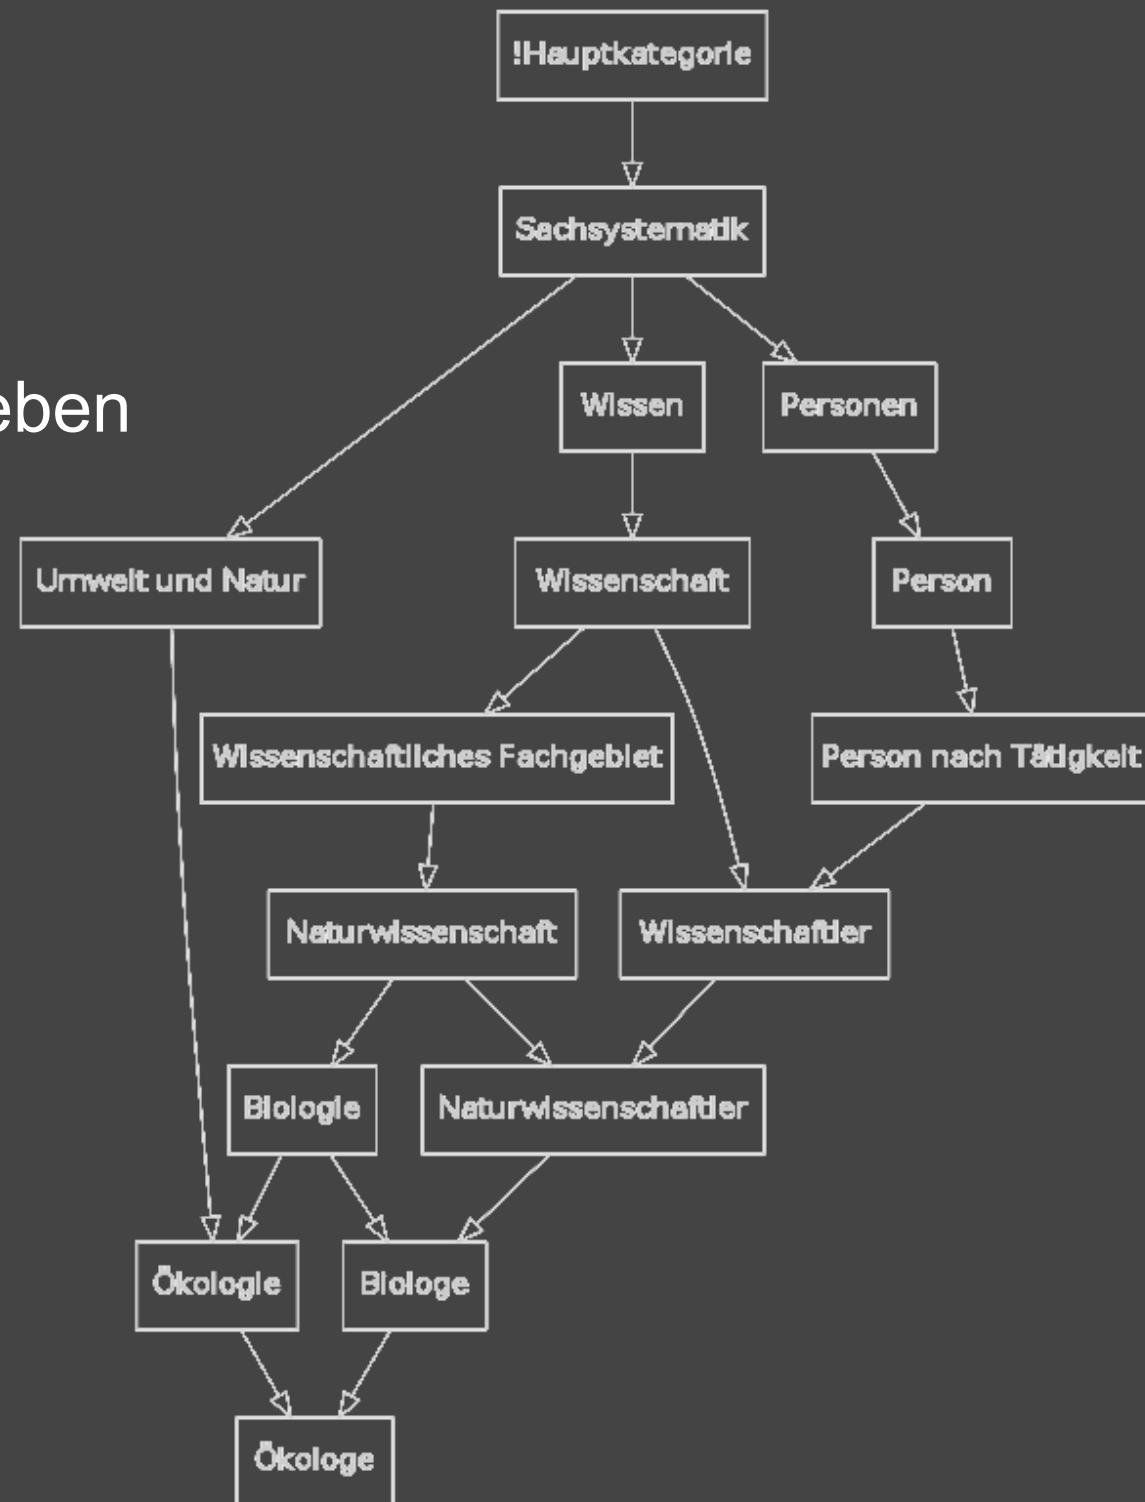 !Hauptkategorie
Sachsystematik
Wissen
Personen
eben
Umwelt und Natur
Wissenschaft
Person
Wissenschaftliches Fachgebiet
Person nach Tätigkeit
Naturwissenschaft
Wissenschaftler
Biologie
Naturwissenschaftler
Ökologie
Biologe
Ökologe